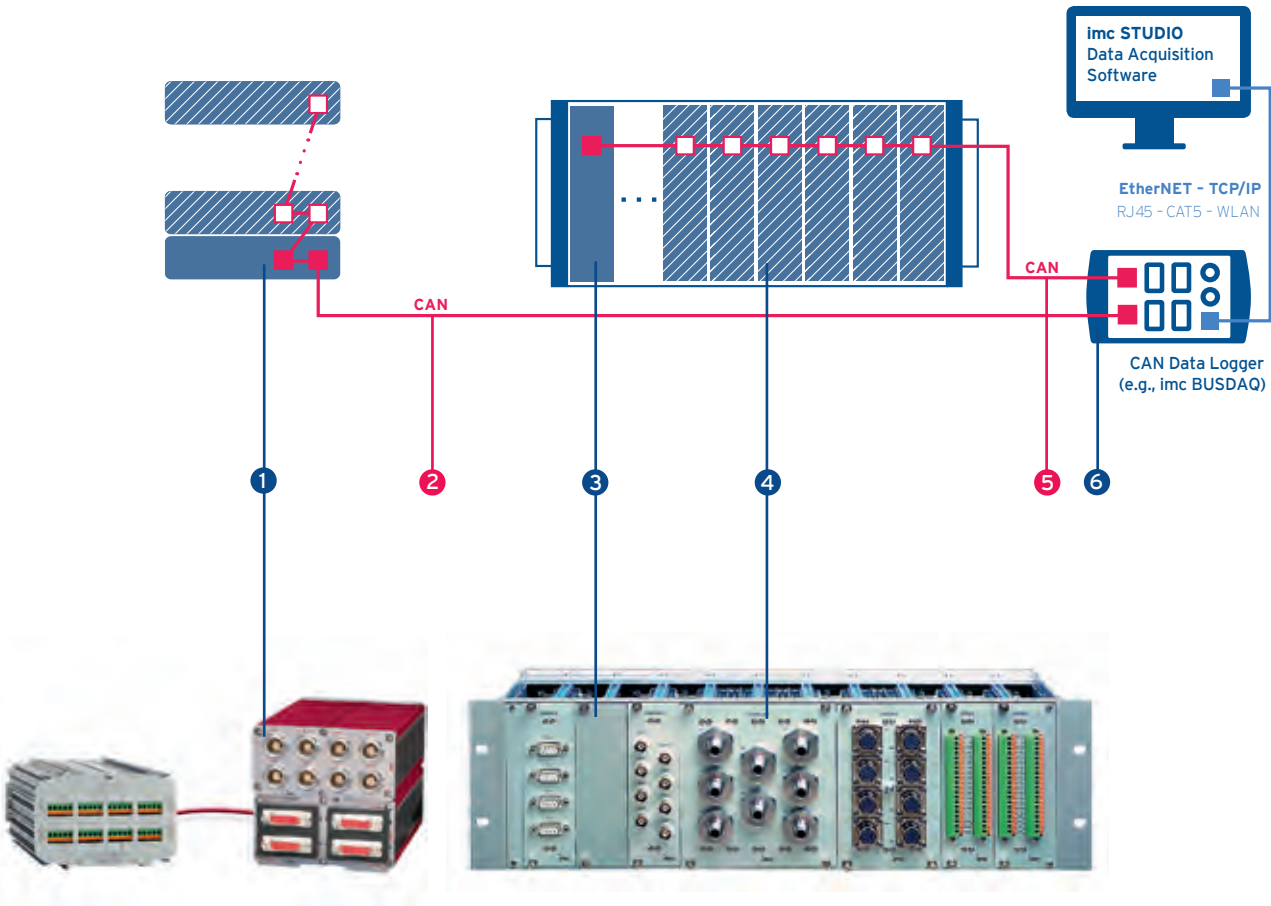 imc STUDIO
Data Acquisition
Software
EtherNET – TCP/IP
RJ45 – CAT5 – WLAN
CAN
CAN
CAN Data Logger
(e.g., imc BUSDAQ)
1
2
3
4
5
6